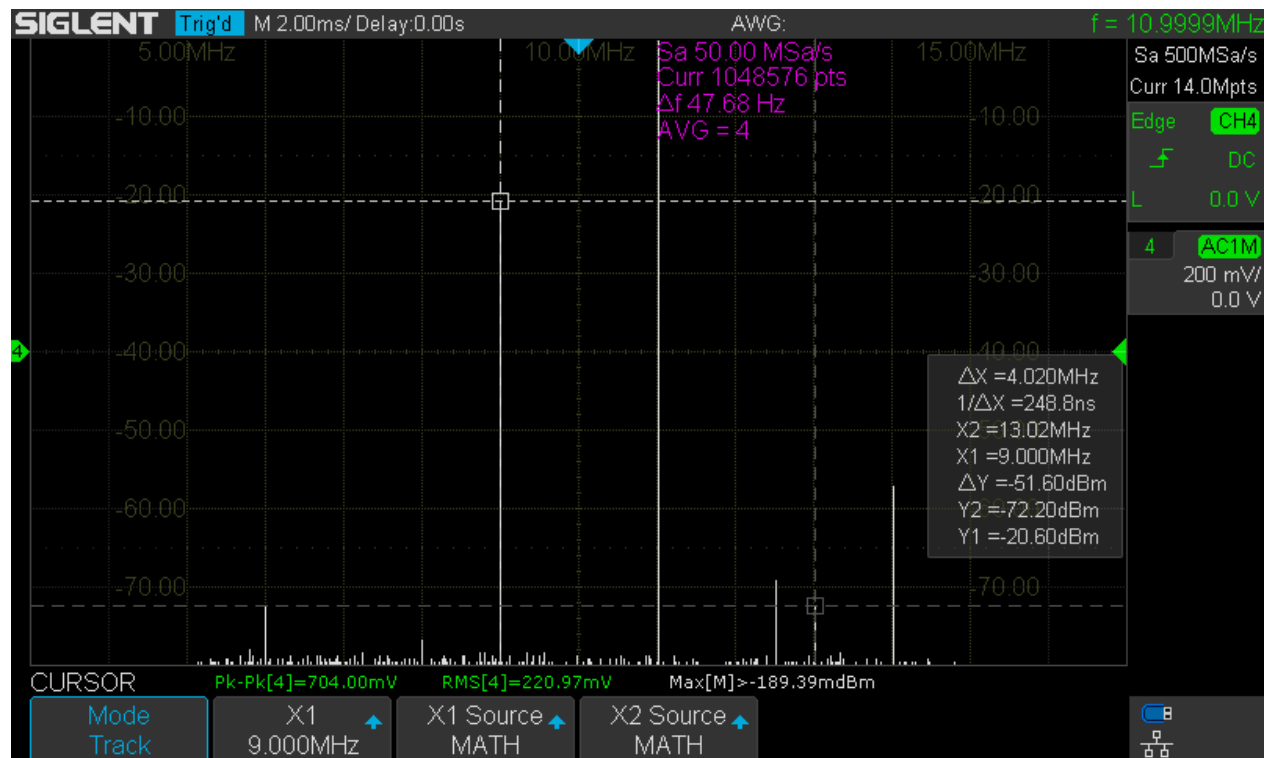 SIGLENT Trig'd M 2.00ms/ Delay:0.00s AWG: f = 10.9999MHz
5.00MHz 10.00MHz 15.00MHz
Sa 50.00 MSa/s
Curr 1048576 pts
Δf 47.68 Hz
AVG = 4
Sa 500MSa/s
Curr 14.0Mpts
Edge CH4
DC
L 0.0 V
4 AC1M
200 mV/
0.0 V
-10.00 -10.00
-20.00 -20.00
-30.00 -30.00
4
-40.00 -40.00
-50.00
-60.00
-70.00 -70.00
△X =4.020MHz
1/△X =248.8ns
X2 =13.02MHz
X1 =9.000MHz
△Y =-51.60dBm
Y2 =-72.20dBm
Y1 =-20.60dBm
CURSOR Pk-Pk[4]=704.00mV RMS[4]=220.97mV Max[M]>-189.39mdBm
Mode
Track
X1
9.000MHz
X1 Source
MATH
X2 Source
MATH